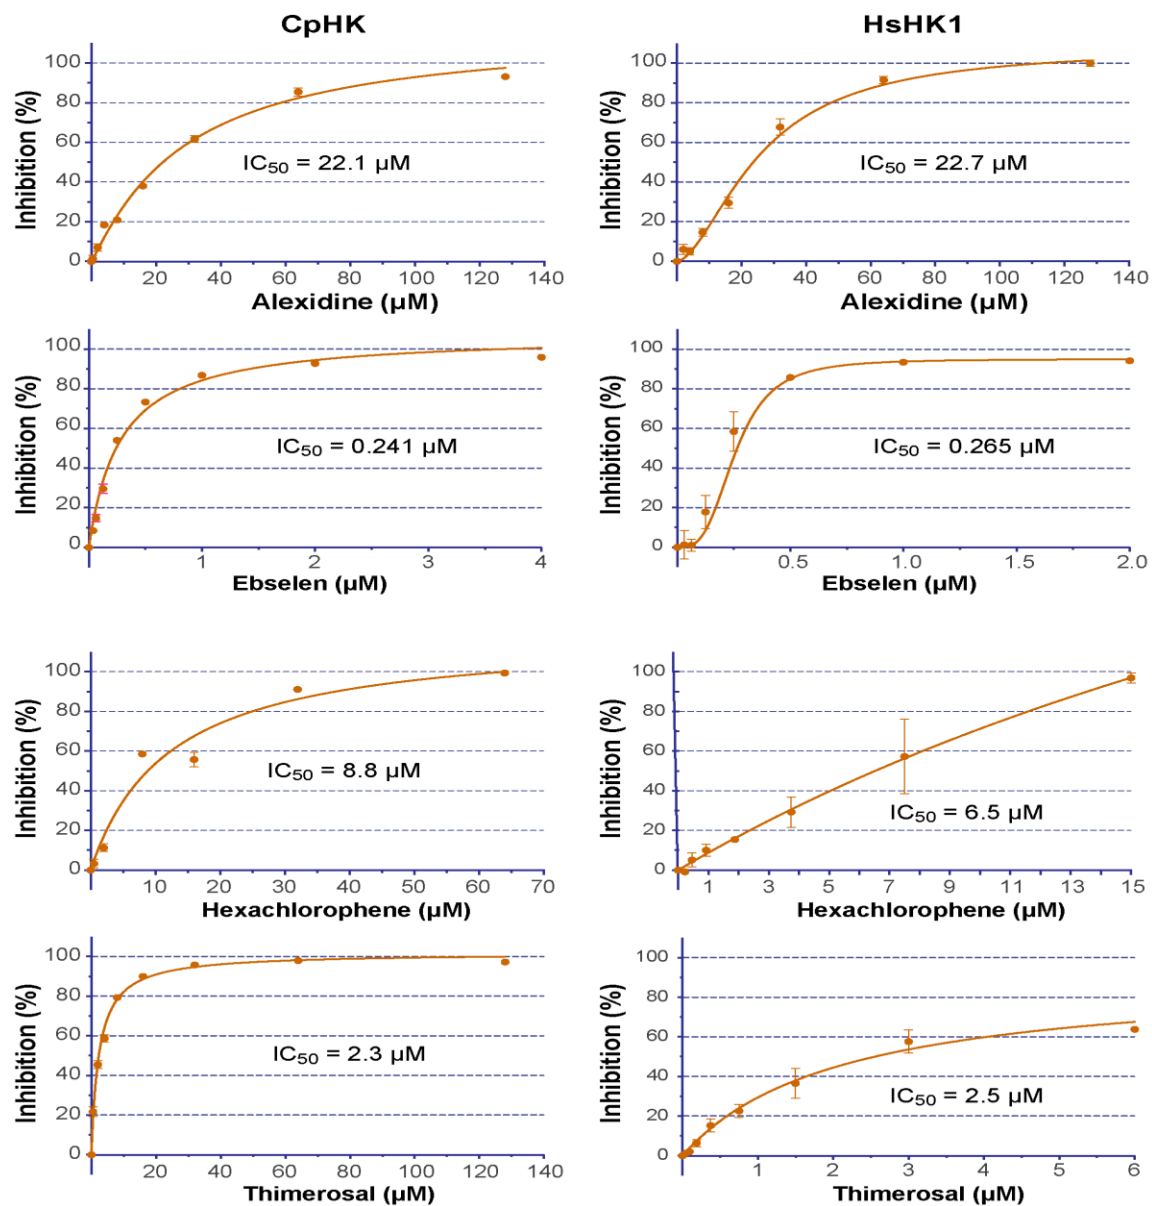 CpHK
HsHK1
Inhibition (%)
100
80
60
40
20
0
IC₅₀ = 22.1 µM
20 40 60 80 100 120 140
Alexidine (µM)
Inhibition (%)
100
80
60
40
20
0
IC₅₀ = 22.7 µM
20 40 60 80 100 120 140
Alexidine (µM)
Inhibition (%)
100
80
60
40
20
0
IC₅₀ = 0.241 µM
1 2 3 4
Ebselen (µM)
Inhibition (%)
100
80
60
40
20
0
IC₅₀ = 0.265 µM
0.5 1.0 1.5 2.0
Ebselen (µM)
Inhibition (%)
100
80
60
40
20
0
IC₅₀ = 8.8 µM
10 20 30 40 50 60 70
Hexachlorophene (µM)
Inhibition (%)
100
80
60
40
20
0
IC₅₀ = 6.5 µM
1 3 5 7 9 11 13 15
Hexachlorophene (µM)
Inhibition (%)
100
80
60
40
20
0
IC₅₀ = 2.3 µM
20 40 60 80 100 120 140
Thimerosal (µM)
Inhibition (%)
100
80
60
40
20
0
IC₅₀ = 2.5 µM
1 2 3 4 5 6
Thimerosal (µM)